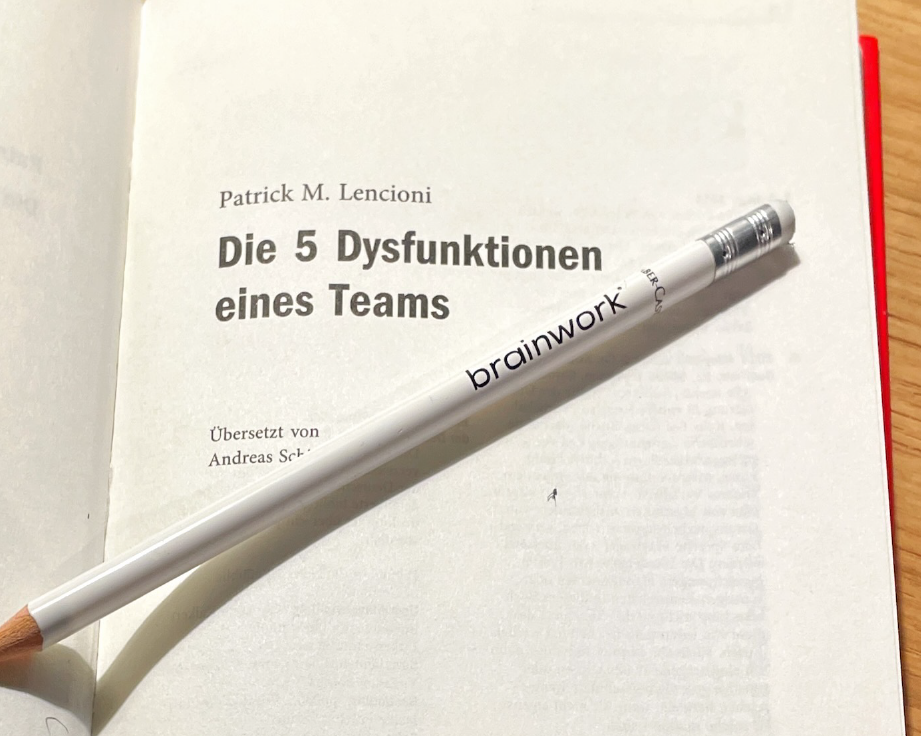 Patrick M. Lencioni
Die 5 Dysfunktionen
eines Teams
brainwork
Übersetzt von
Andreas